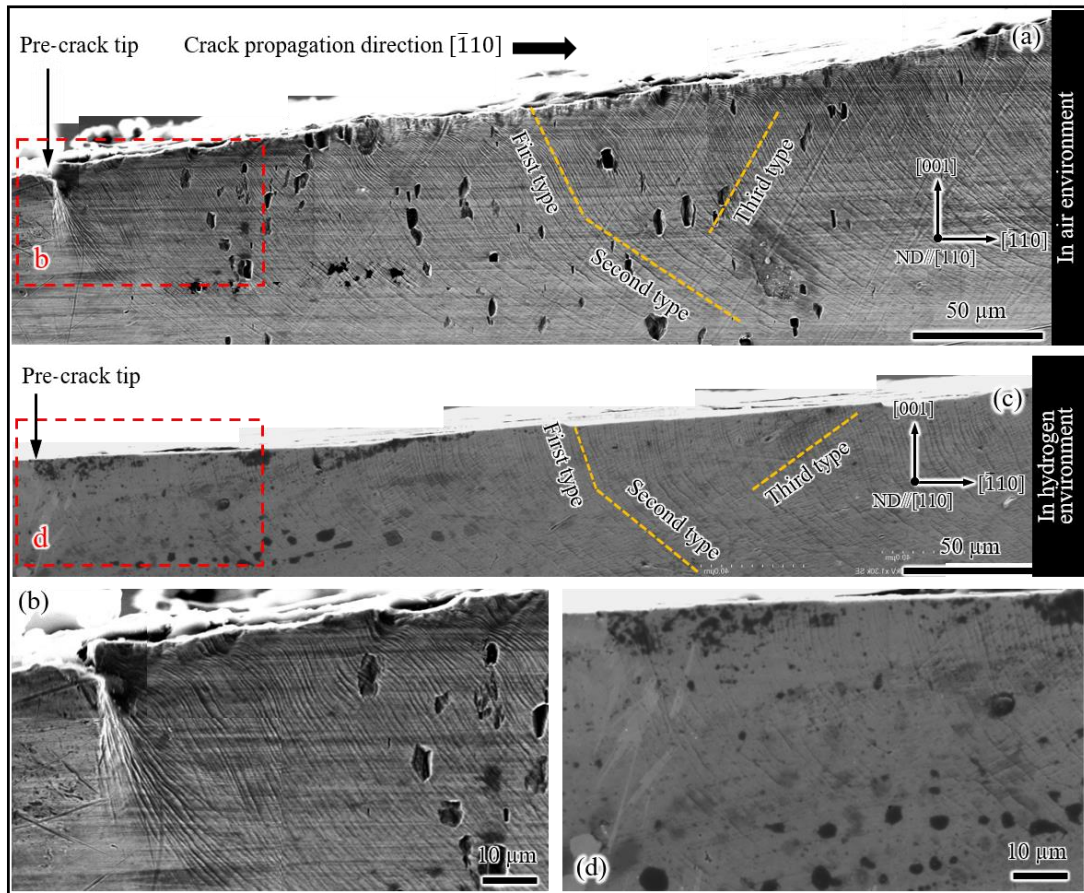 Pre-crack tip
Crack propagation direction [1̄10]
(a)
First type
Second type
Third type
[001]
[1̄10]
ND//[110]
b
50 µm
In air environment
Pre-crack tip
(c)
First type
Second type
Third type
[001]
[1̄10]
ND//[110]
d
50 µm
In hydrogen
environment
(b)
10 µm
(d)
10 µm